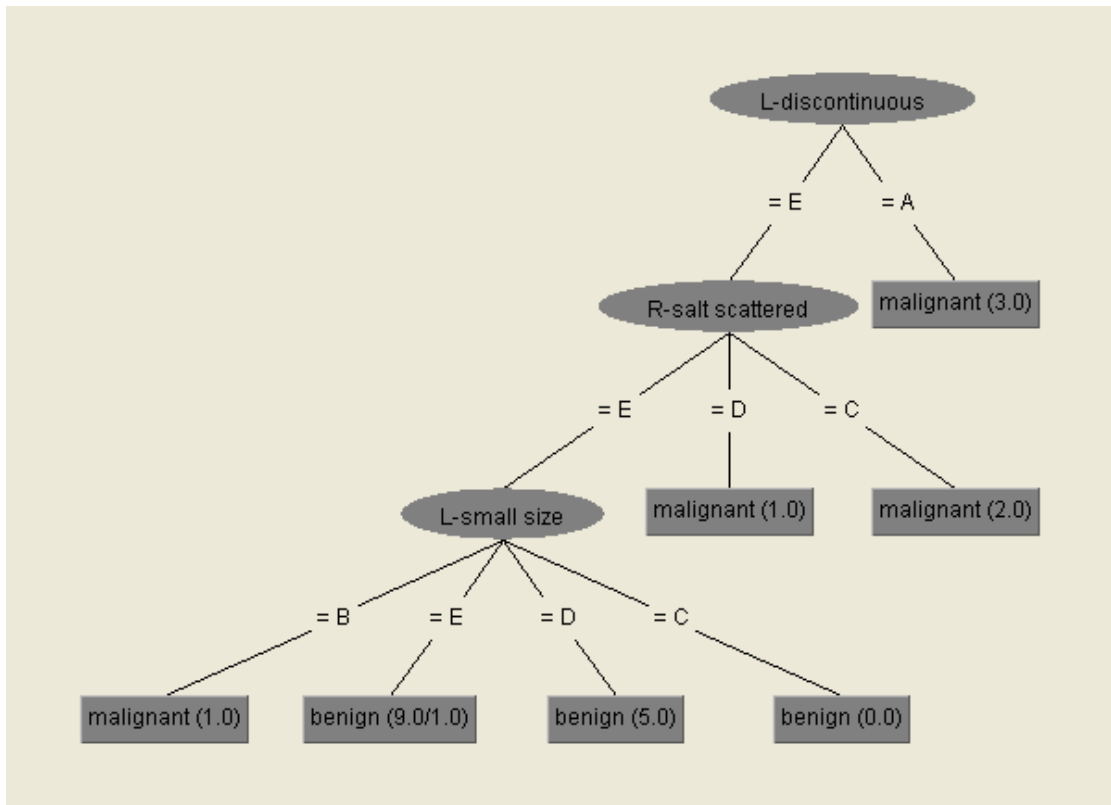 L-discontinuous
= E
= A
R-salt scattered
malignant (3.0)
= E
= D
= C
L-small size
malignant (1.0)
malignant (2.0)
= B
= E
= D
= C
malignant (1.0)
benign (9.0/1.0)
benign (5.0)
benign (0.0)